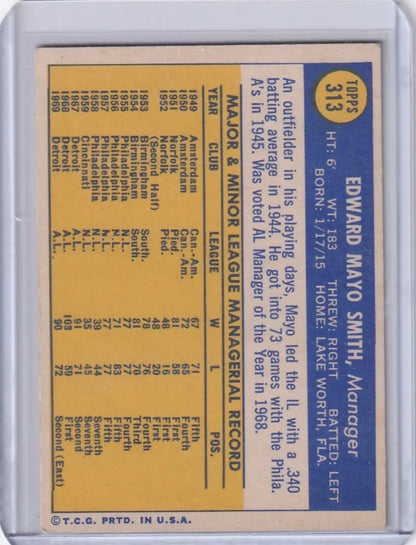 TOPPS
313
EDWARD MAYO SMITH, Manager
HT: 6' WT: 183 THREW: RIGHT BATTED: LEFT
BORN: 1/17/15 HOME: LAKE WORTH, FLA.
An outfielder in his playing days, Mayo led the IL with a .340
batting average in 1944. He got into 73 games with the Phila.
A's in 1945. Was voted AL Manager of the Year in 1968.
MAJOR & MINOR LEAGUE MANAGERIAL RECORD
YEAR CLUB LEAGUE W L POS.
1949 Amsterdam Can.-Am. 67 71 Fifth
1950 Amsterdam Can.-Am. 72 65 Fourth
1951 Norfolk Pied. 81 58 First
1952 Norfolk Pied. 48 16 First
(Second Half) 48 20 First
1953 Birmingham South. 78 76 Fourth
1954 Birmingham South. 81 70 Third
1955 Philadelphia N.L. 77 77 Fourth
1956 Philadelphia N.L. 71 83 Fifth
1957 Philadelphia N.L. 77 77 Fifth
1958 Philadelphia N.L. 39 44 Seventh
1959 Cincinnati N.L. 35 45 Seventh
1967 Detroit A.L. 91 71 Second
1968 Detroit A.L. 103 59 First
1969 Detroit A.L. 90 72 Second (East)
© T.C.G. PRTD. IN U.S.A.